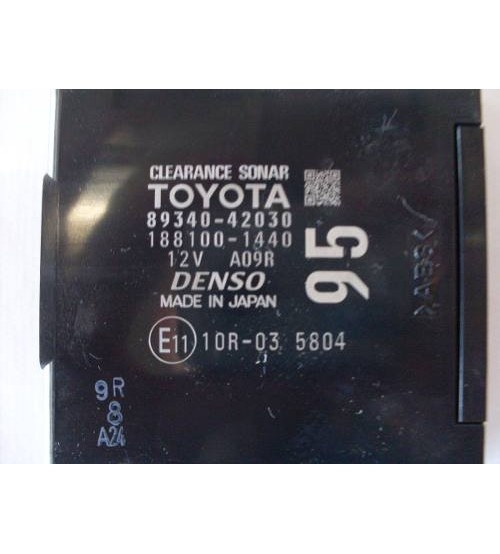 CLEARANCE SONAR
TOYOTA
89340-42030
188100-1440
12V A09R
DENSO
MADE IN JAPAN
95
E11 10R-03 5804
9R
8
A24